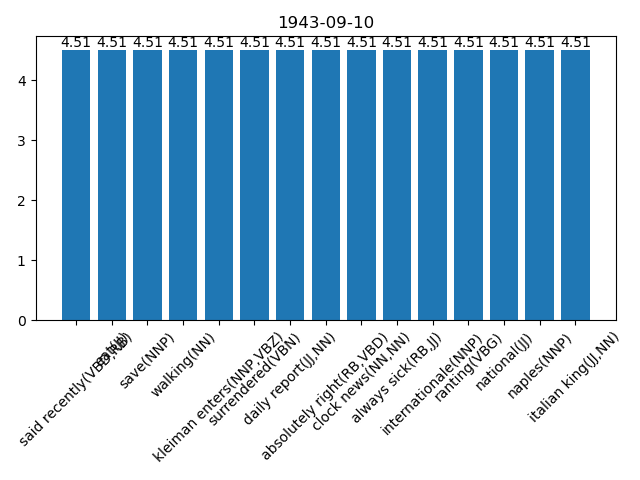 1943-09-10
4.51 4.51 4.51 4.51 4.51 4.51 4.51 4.51 4.51 4.51 4.51 4.51 4.51 4.51 4.51
4
3
2
1
0
said recently(VBD,RB)
save(NNP)
walking(NN)
kleiman enters(NNP,VBZ)
surrendered(VBN)
daily report(JJ,NN)
absolutely right(RB,VBD)
clock news(NN,NN)
always sick(RB,JJ)
internationale(NNP)
ranting(VBG)
national(JJ)
naples(NNP)
italian king(JJ,NN)